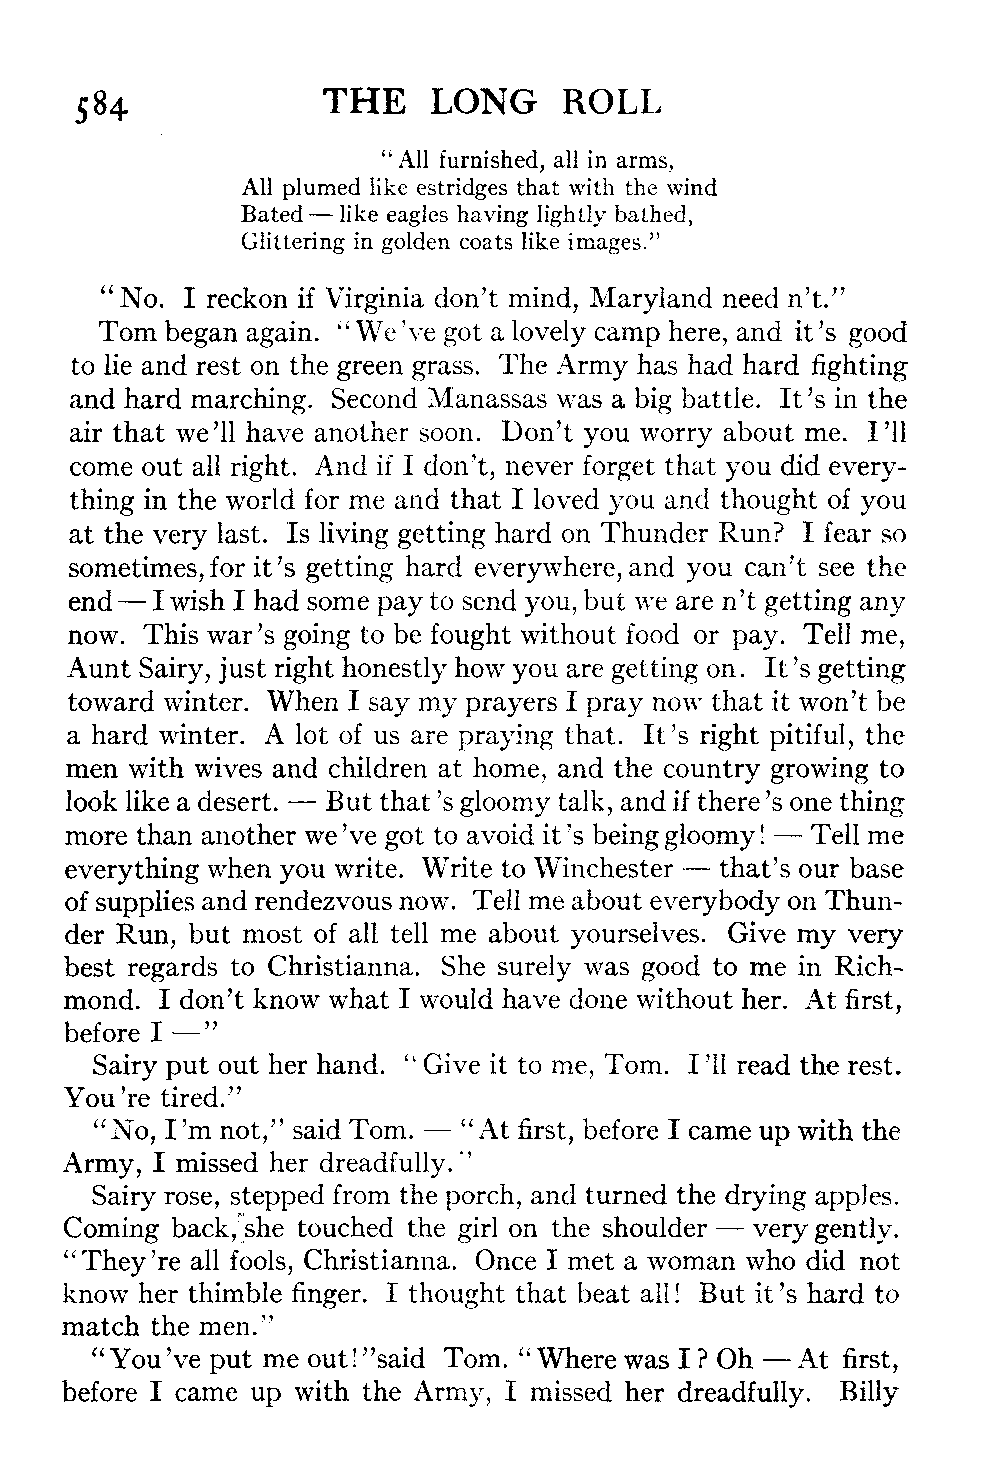 584 THE LONG ROLL
“All furnished, all in arms,
All plumed like estridges that with the wind
Bated — like eagles having lightly bathed,
Glittering in golden coats like images.”
“No. I reckon if Virginia don’t mind, Maryland need n’t.”
Tom began again. “We’ve got a lovely camp here, and it’s good
to lie and rest on the green grass. The Army has had hard fighting
and hard marching. Second Manassas was a big battle. It’s in the
air that we’ll have another soon. Don’t you worry about me. I’ll
come out all right. And if I don’t, never forget that you did every-
thing in the world for me and that I loved you and thought of you
at the very last. Is living getting hard on Thunder Run? I fear so
sometimes, for it’s getting hard everywhere, and you can’t see the
end — I wish I had some pay to send you, but we are n’t getting any
now. This war’s going to be fought without food or pay. Tell me,
Aunt Sairy, just right honestly how you are getting on. It’s getting
toward winter. When I say my prayers I pray now that it won’t be
a hard winter. A lot of us are praying that. It’s right pitiful, the
men with wives and children at home, and the country growing to
look like a desert. — But that’s gloomy talk, and if there’s one thing
more than another we’ve got to avoid it’s being gloomy! — Tell me
everything when you write. Write to Winchester — that’s our base
of supplies and rendezvous now. Tell me about everybody on Thun-
der Run, but most of all tell me about yourselves. Give my very
best regards to Christianna. She surely was good to me in Rich-
mond. I don’t know what I would have done without her. At first,
before I —”
Sairy put out her hand. “Give it to me, Tom. I’ll read the rest.
You’re tired.”
“No, I’m not,” said Tom. — “At first, before I came up with the
Army, I missed her dreadfully.”
Sairy rose, stepped from the porch, and turned the drying apples.
Coming back, she touched the girl on the shoulder — very gently.
“They’re all fools, Christianna. Once I met a woman who did not
know her thimble finger. I thought that beat all! But it’s hard to
match the men.”
“You’ve put me out!” said Tom. “Where was I? Oh — At first,
before I came up with the Army, I missed her dreadfully. Billy